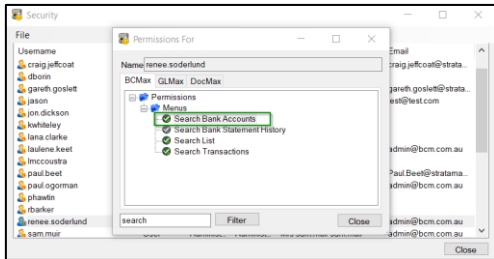 Security
File
Username
Email
craig.jeffcoat
craig.jeffcoat@strata...
dborin
gareth.goslett
gareth.goslett@strata...
jason
est@test.com
jon.dickson
kwhiteley
lana.clarke
laulene.keet
admin@bcm.com.au
lmccoustra
paul.beet
Paul.Beet@stratama...
paul.ogorman
admin@bcm.com.au
phawtin
rbarker
renee.soderlund
admin@bcm.com.au
sam.muir
admin@bcm.com.au
Close
Permissions For
Name renee.soderlund
BCMax GLMax DocMax
Permissions
Menus
Search Bank Accounts
Search Bank Statement History
Search List
Search Transactions
search Filter Close